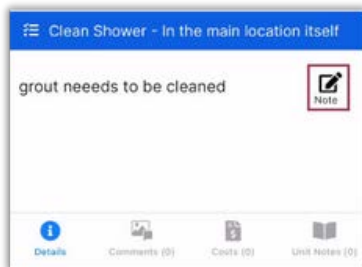 Clean Shower - In the main location itself
grout neeeds to be cleaned
Note
Details
Comments (0)
Costs (0)
Unit Notes (0)